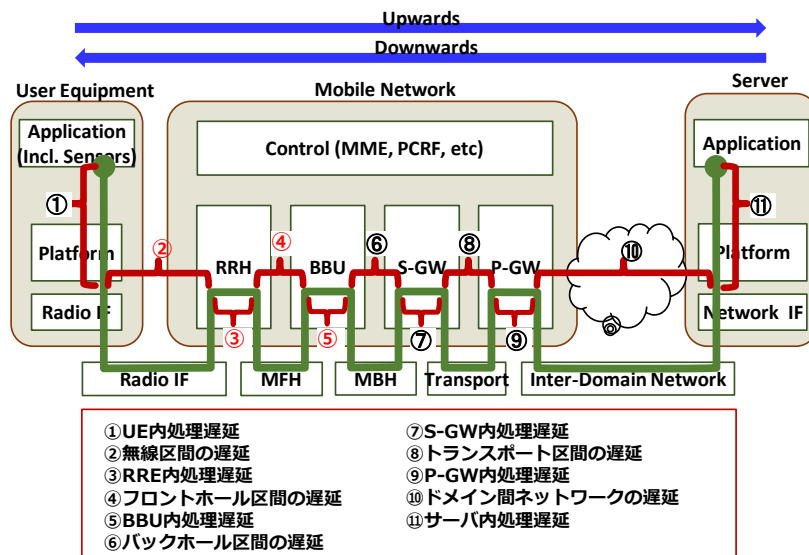 Upwards
Downwards
User Equipment
Mobile Network
Server
Application
(Incl. Sensors)
Control (MME, PCRF, etc)
Application
①
②
④
⑥
⑧
⑩
⑪
Platform
RRH
BBU
S-GW
P-GW
Platform
Radio IF
③
⑤
⑦
⑨
Network IF
Radio IF
MFH
MBH
Transport
Inter-Domain Network
①UE内処理遅延
②無線区間の遅延
③RRE内処理遅延
④フロントホール区間の遅延
⑤BBU内処理遅延
⑥バックホール区間の遅延
⑦S-GW内処理遅延
⑧トランスポート区間の遅延
⑨P-GW内処理遅延
⑩ドメイン間ネットワークの遅延
⑪サーバ内処理遅延